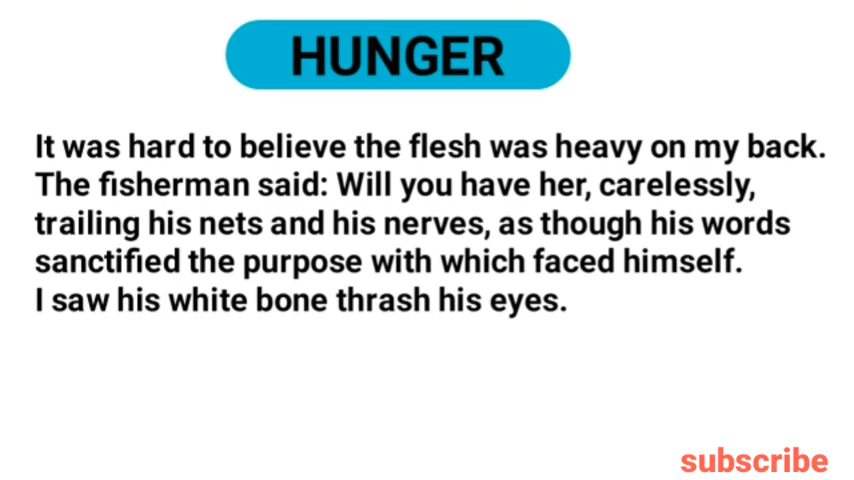 HUNGER
It was hard to believe the flesh was heavy on my back.
The fisherman said: Will you have her, carelessly,
trailing his nets and his nerves, as though his words
sanctified the purpose with which faced himself.
I saw his white bone thrash his eyes.
subscribe